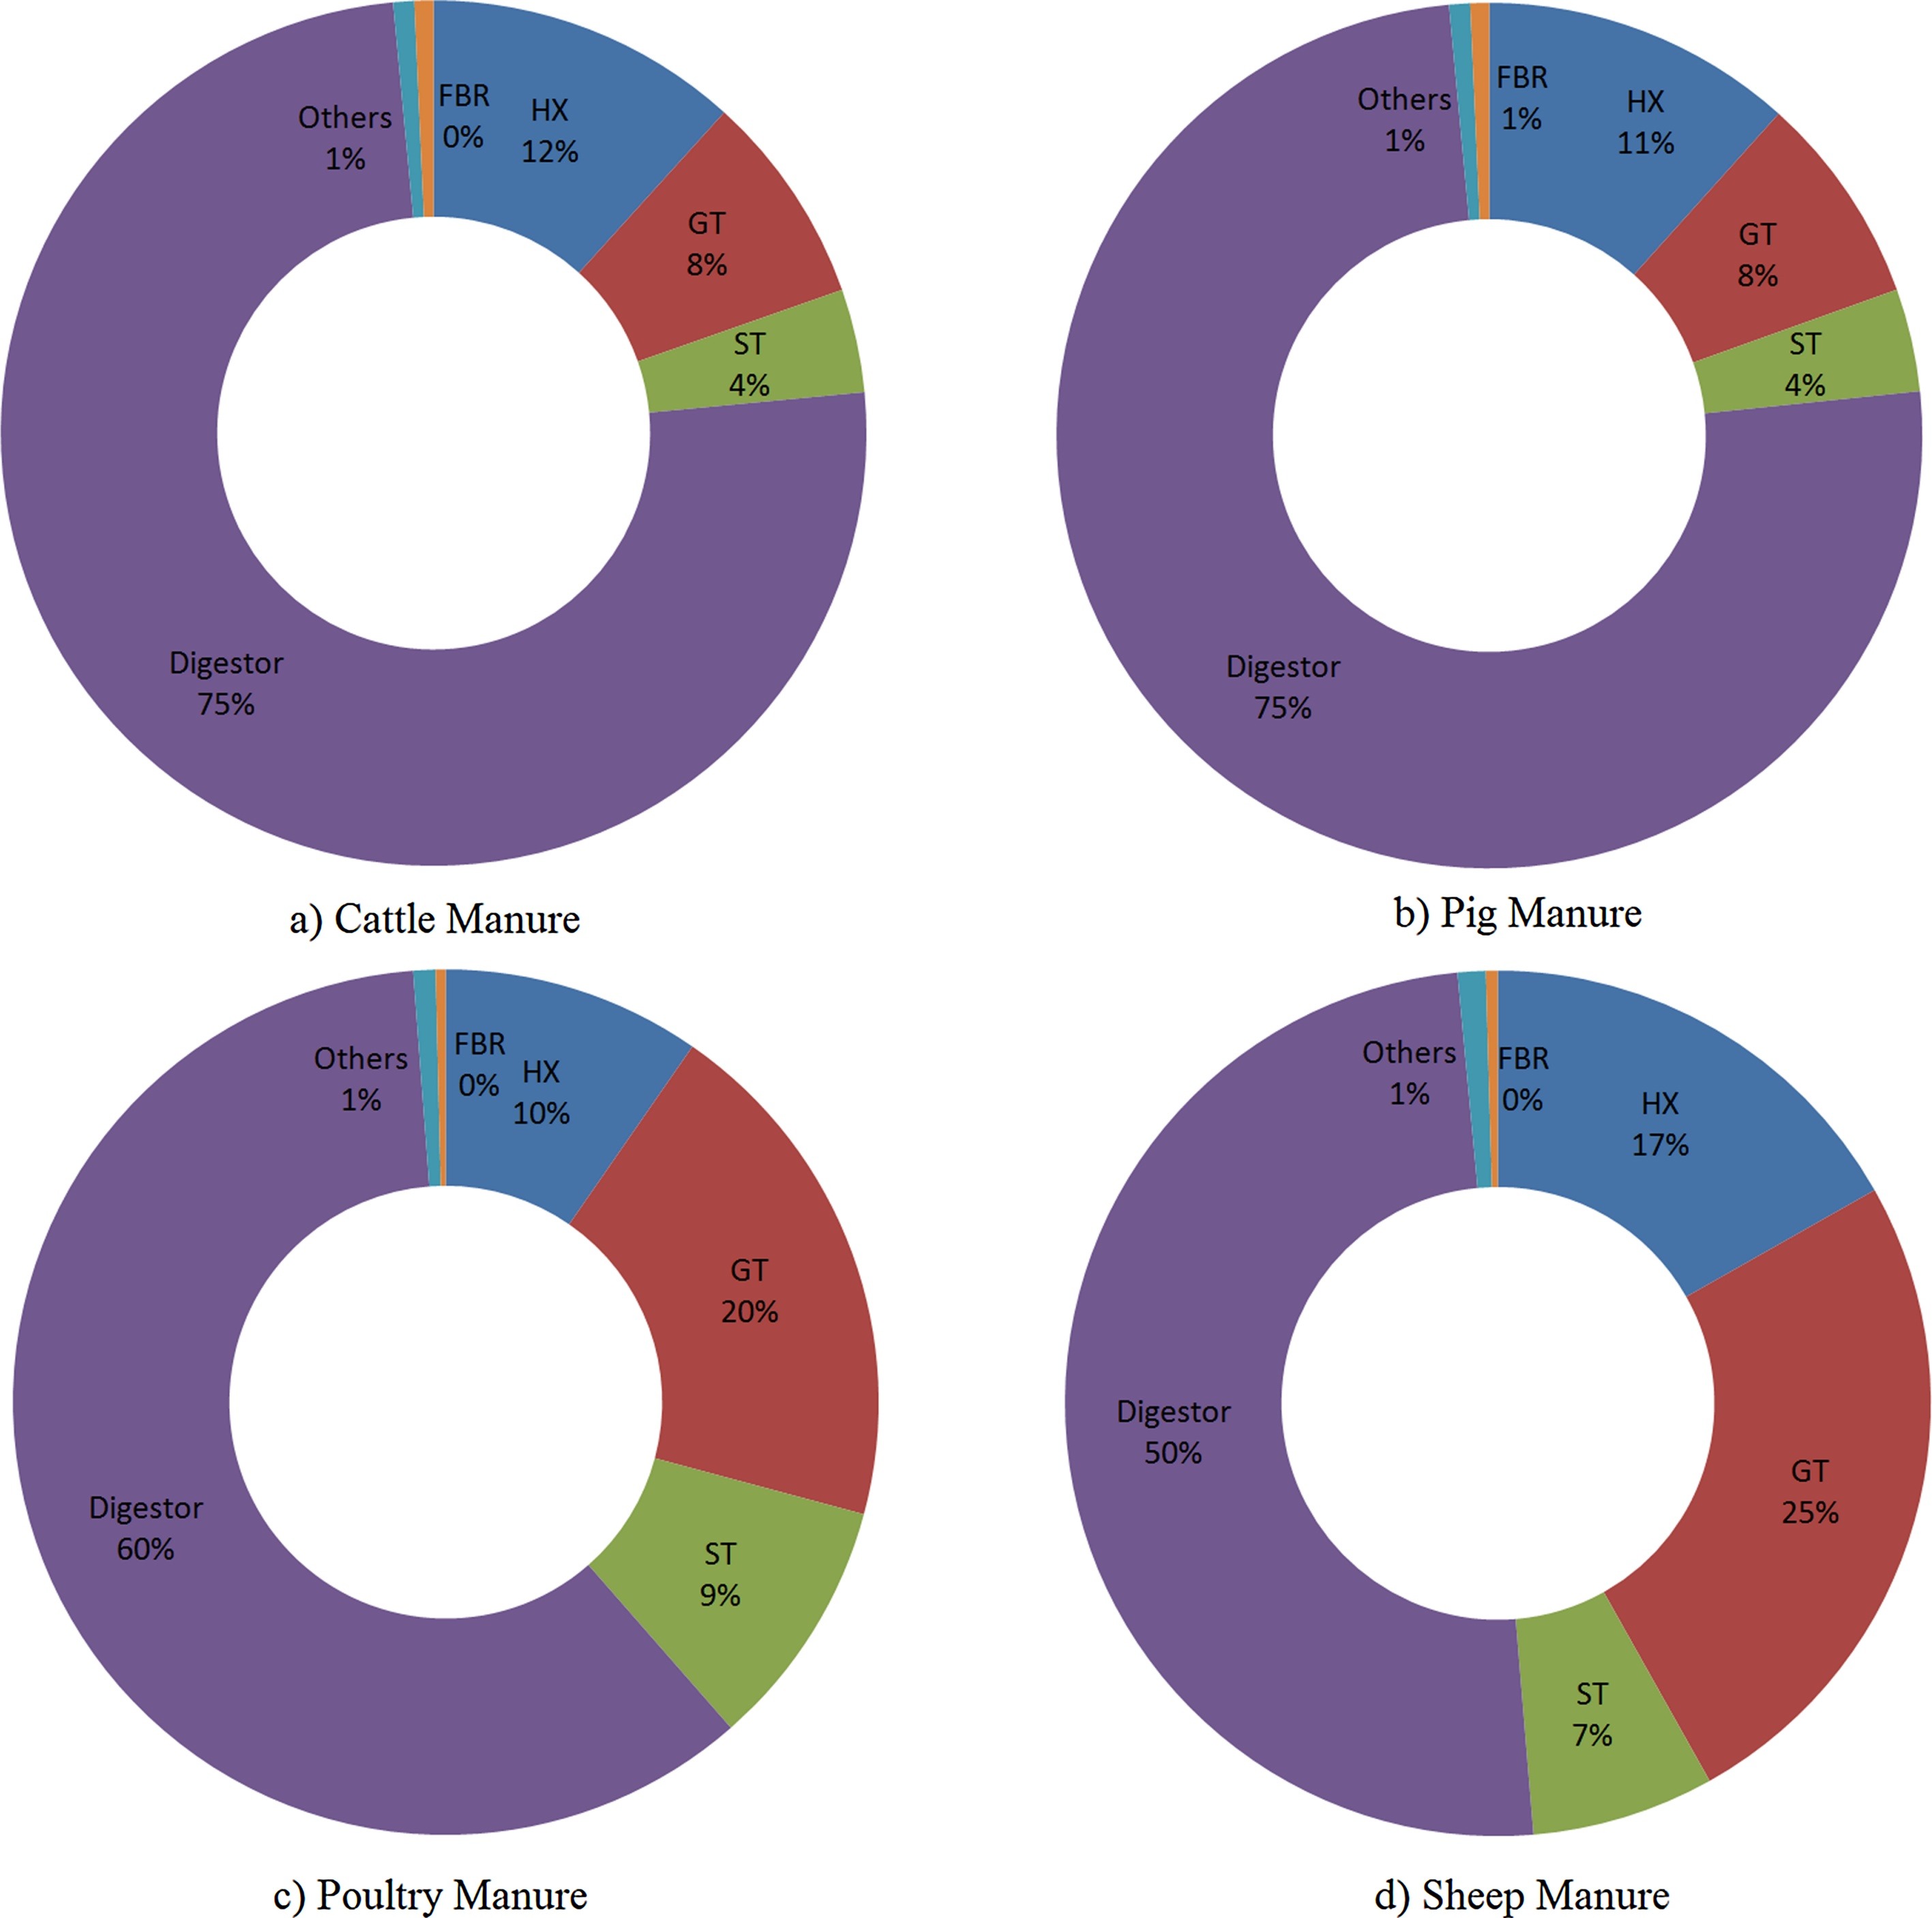 Others
1%
FBR
0%
HX
12%
GT
8%
ST
4%
Digestor
75%
a) Cattle Manure
Others
1%
FBR
1%
HX
11%
GT
8%
ST
4%
Digestor
75%
b) Pig Manure
Others
1%
FBR
0%
HX
10%
GT
20%
ST
9%
Digestor
60%
c) Poultry Manure
Others
1%
FBR
0%
HX
17%
GT
25%
ST
7%
Digestor
50%
d) Sheep Manure